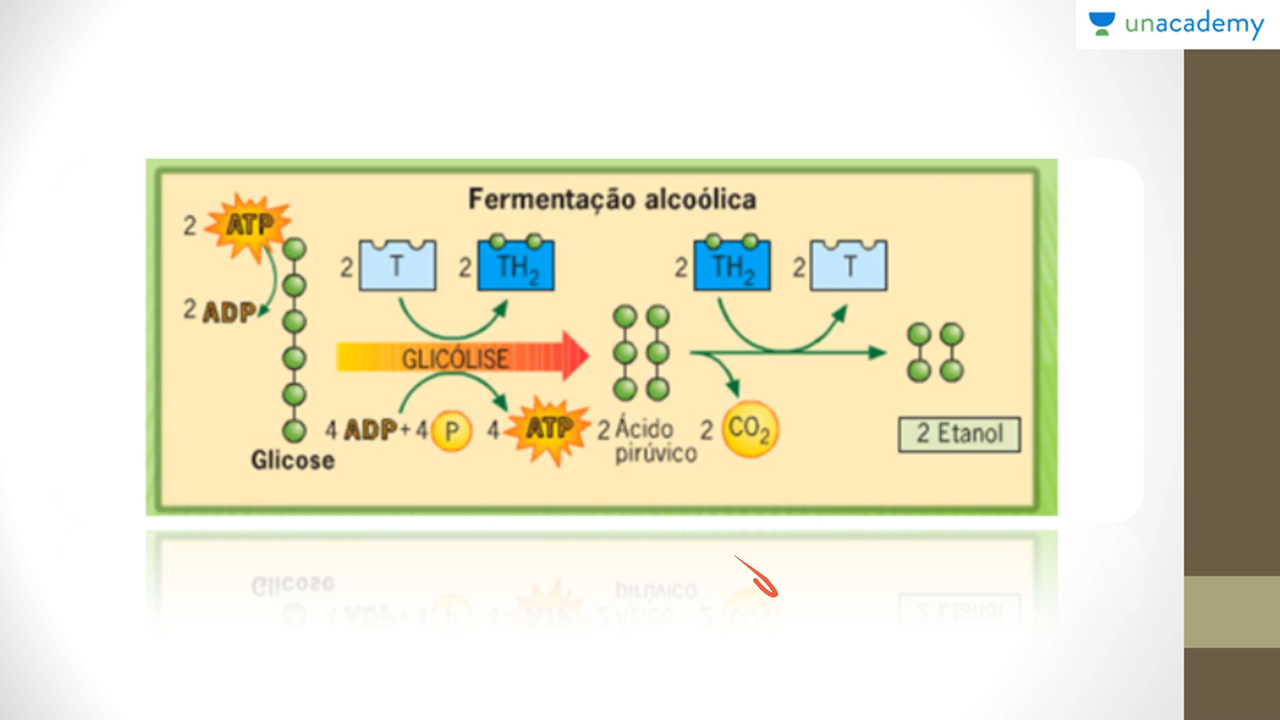 unacademy
Fermentação alcoólica
2 ATP
2 ADP
2 T 2 TH2
2 TH2 2 T
GLICÓLISE
4 ADP+4 P 4 ATP
Glicose
2 Ácido
pirúvico
2 CO2
2 Etanol